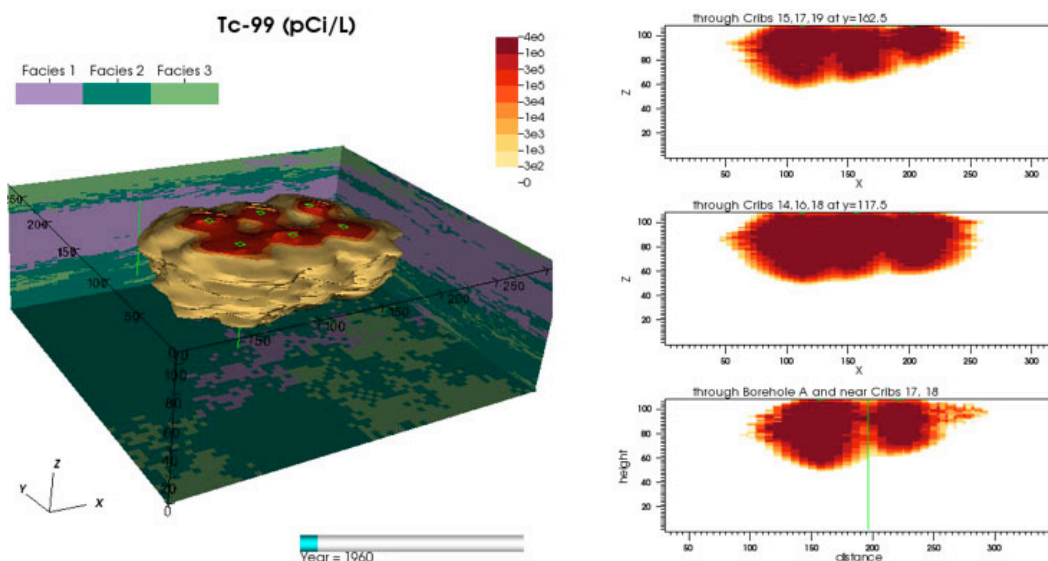 Tc-99 (pCi/L)
Facies 1 Facies 2 Facies 3
4e6
1e6
3e5
1e5
3e4
1e4
3e3
1e3
3e2
0
250
200
150
100
50
0
50
100
150
200
250
100
80
60
40
20
0
Z
Y
X
Year = 1960
through Cribs 15,17,19 at y=162.5
100
80
60
40
20
Z
50 100 150 200 250 300
X
through Cribs 14,16,18 at y=117.5
100
80
60
40
20
Z
50 100 150 200 250 300
X
through Borehole A and near Cribs 17, 18
100
80
60
40
20
height
50 100 150 200 250 300
distance